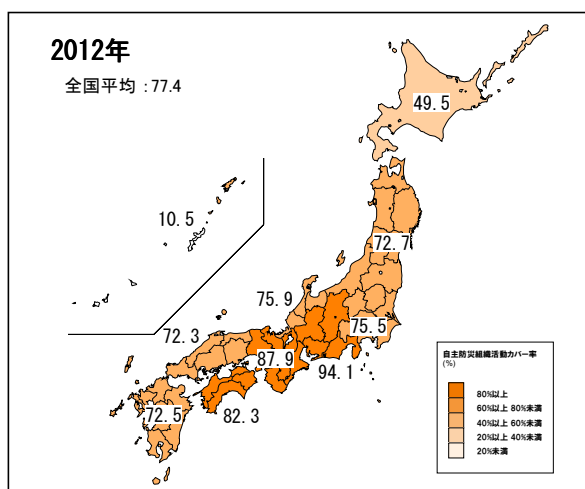 2012年
全国平均 : 77.4
49.5
10.5
72.7
75.9
75.5
72.3
87.9
94.1
72.5
82.3
自主防災組織活動カバー率
(%)
80%以上
60%以上 80%未満
40%以上 60%未満
20%以上 40%未満
20%未満